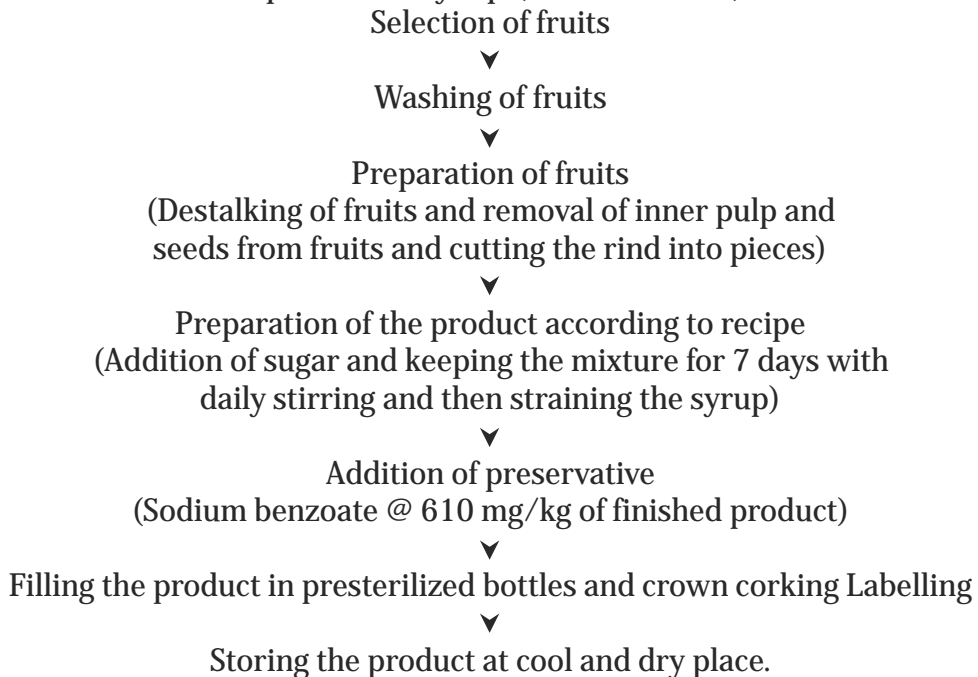 Selection of fruits
Washing of fruits
Preparation of fruits
(Destalking of fruits and removal of inner pulp and
seeds from fruits and cutting the rind into pieces)
Preparation of the product according to recipe
(Addition of sugar and keeping the mixture for 7 days with
daily stirring and then straining the syrup)
Addition of preservative
(Sodium benzoate @ 610 mg/kg of finished product)
Filling the product in presterilized bottles and crown corking Labelling
Storing the product at cool and dry place.